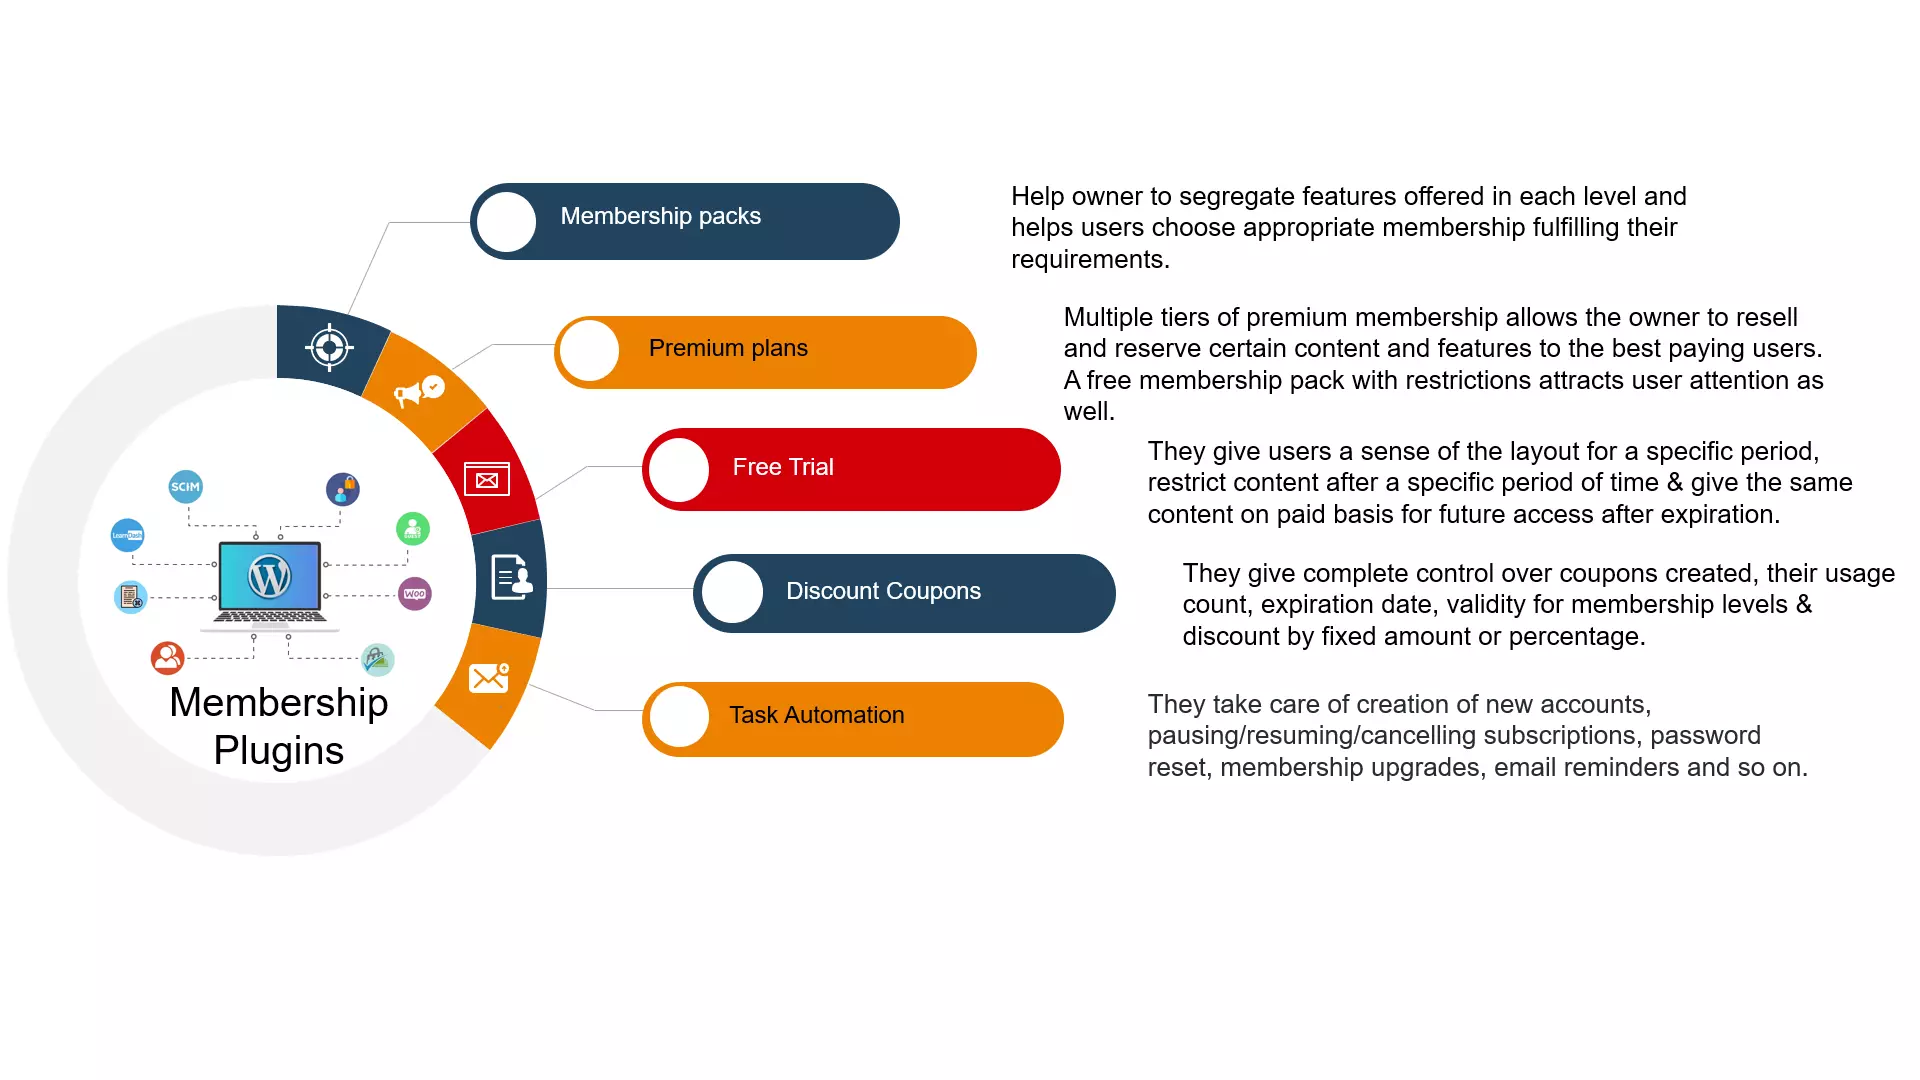 Membership packs
Help owner to segregate features offered in each level and
helps users choose appropriate membership fulfilling their
requirements.
Premium plans
Multiple tiers of premium membership allows the owner to resell
and reserve certain content and features to the best paying users.
A free membership pack with restrictions attracts user attention as
well.
Free Trial
They give users a sense of the layout for a specific period,
restrict content after a specific period of time & give the same
content on paid basis for future access after expiration.
Discount Coupons
They give complete control over coupons created, their usage
count, expiration date, validity for membership levels &
discount by fixed amount or percentage.
Task Automation
They take care of creation of new accounts,
pausing/resuming/cancelling subscriptions, password
reset, membership upgrades, email reminders and so on.
SCIM
LearnDash
GUEST
W
WOO
Membership
Plugins